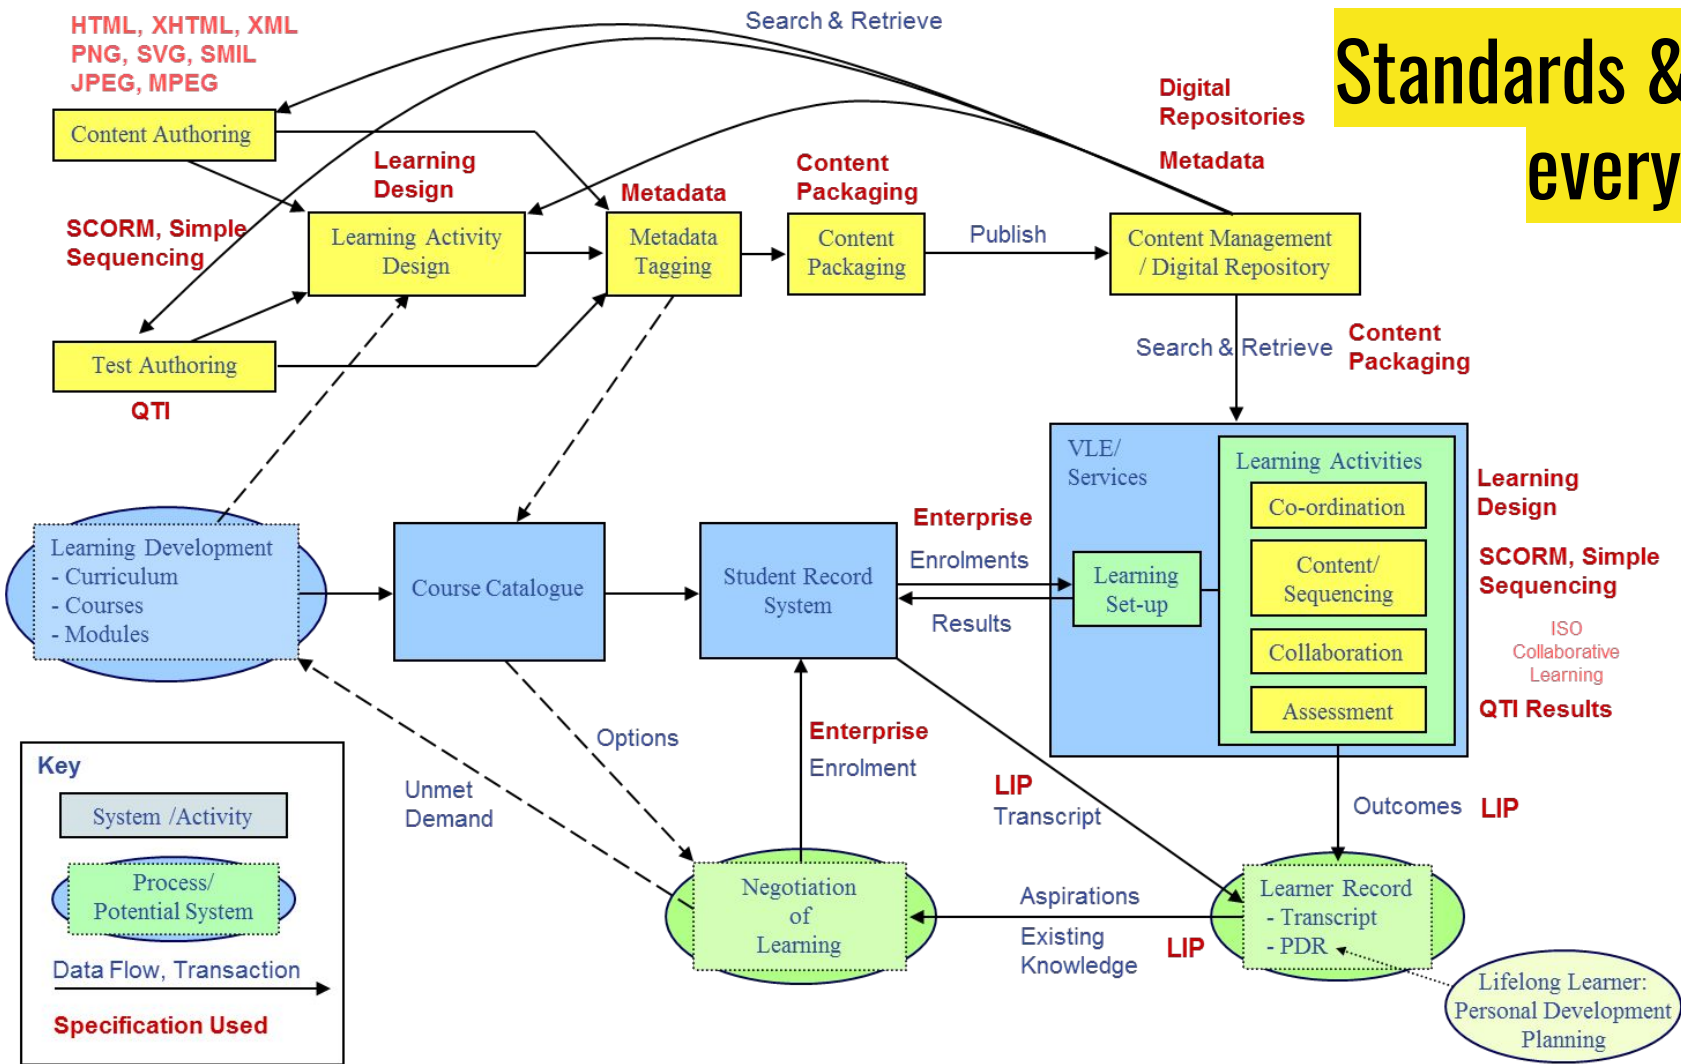 HTML, XHTML, XML
PNG, SVG, SMIL
JPEG, MPEG
Search & Retrieve
Standards &
every
Digital
Repositories
Metadata
Content Authoring
Learning
Design
Metadata
Content
Packaging
SCORM, Simple
Sequencing
Learning Activity
Design
Metadata
Tagging
Content
Packaging
Publish
Content Management
/ Digital Repository
Test Authoring
QTI
Search & Retrieve
Content
Packaging
VLE/
Services
Learning Activities
Co-ordination
Content/
Sequencing
Collaboration
Assessment
Learning
Design
SCORM, Simple
Sequencing
ISO
Collaborative
Learning
QTI Results
Learning Development
- Curriculum
- Courses
- Modules
Course Catalogue
Student Record
System
Enterprise
Enrolments
Results
Learning
Set-up
Options
Unmet
Demand
Enterprise
Enrolment
LIP
Transcript
Outcomes
LIP
Key
System /Activity
Process/
Potential System
Data Flow, Transaction
Specification Used
Negotiation
of
Learning
Aspirations
Existing
Knowledge
LIP
Learner Record
- Transcript
- PDR
Lifelong Learner:
Personal Development
Planning